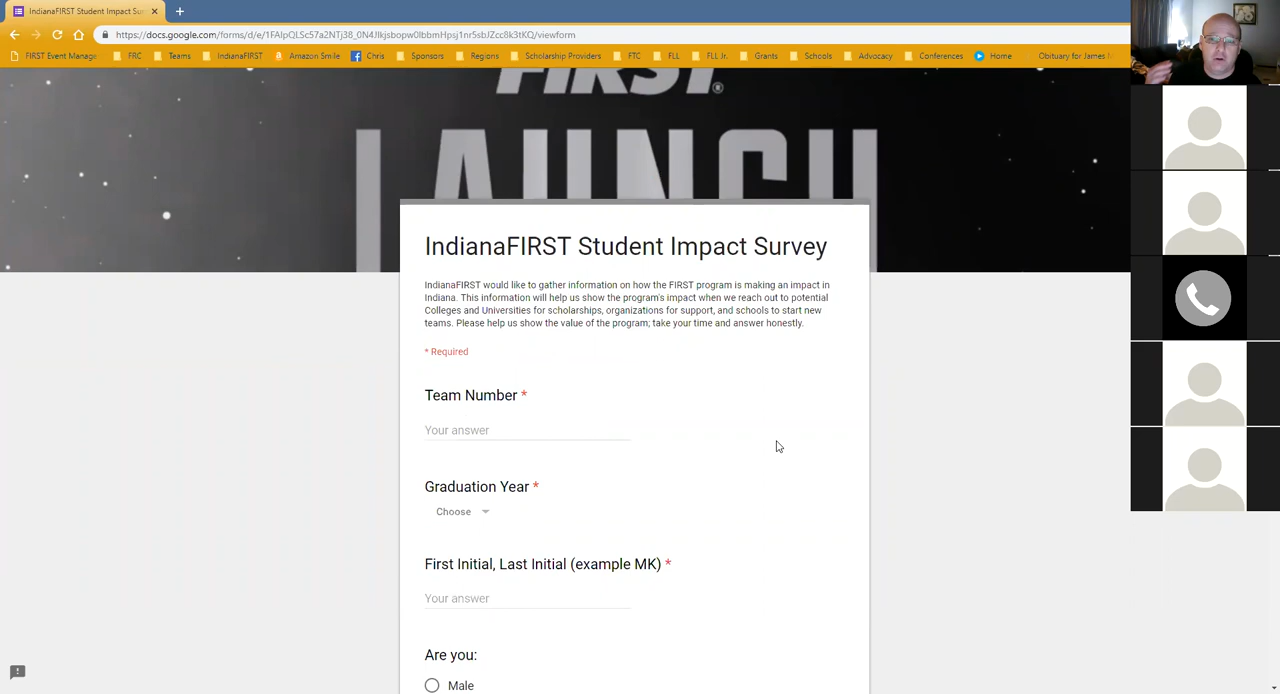 IndianaFIRST Student Impact Sur
https://docs.google.com/forms/d/e/
FIRST Event Manage
FRC
Teams
IndianaFIRST
Amazon Smile
Chris
Sponsors
Regions
Scholarship Providers
FTC
FLL
FLL Jr.
Grants
Schools
Advocacy
Conferences
Home
Obituary for James
FIRST®
LAUNCH
IndianaFIRST Student Impact Survey
IndianaFIRST would like to gather information on how the FIRST program is making an impact in
Indiana. This information will help us show the program's impact when we reach out to potential
Colleges and Universities for scholarships, organizations for support, and schools to start new
teams. Please help us show the value of the program; take your time and answer honestly.
* Required
Team Number *
Your answer
Graduation Year *
Choose
First Initial, Last Initial (example MK) *
Your answer
Are you:
Male